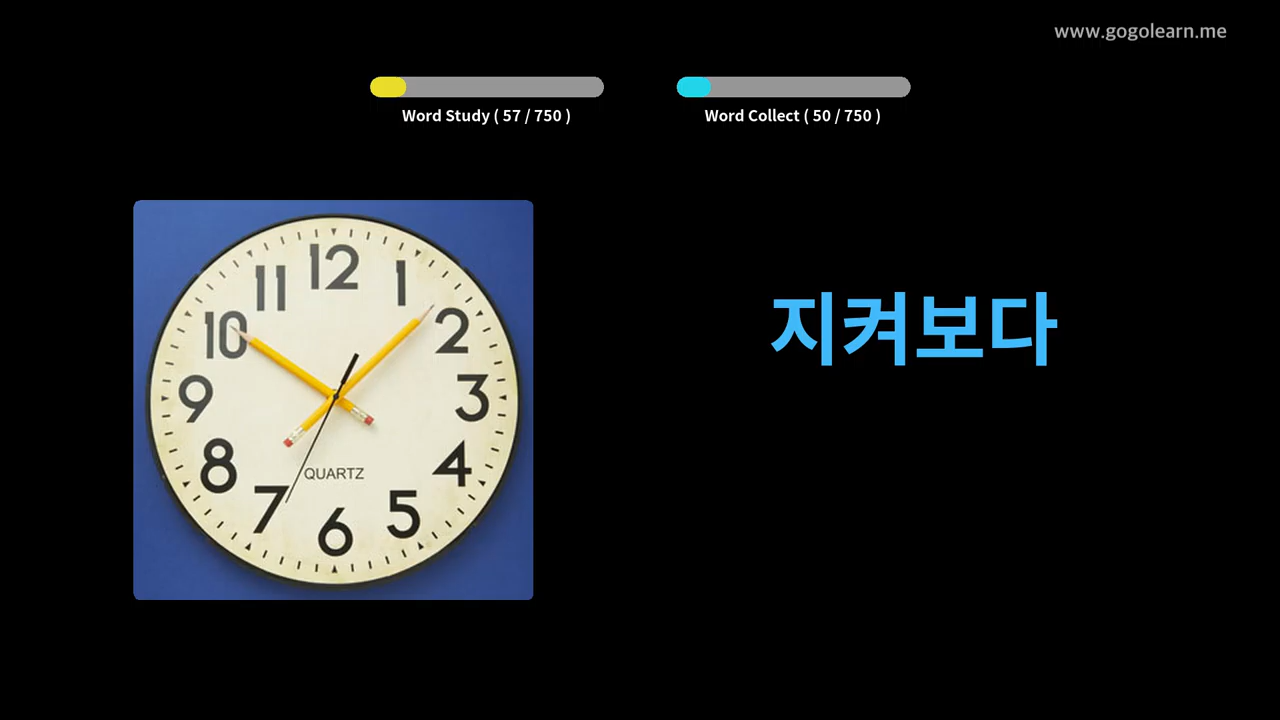 www.gogolearn.me
Word Study ( 57 / 750 )
Word Collect ( 50 / 750 )
12
11
1
10
2
9
3
8
4
7
5
6
QUARTZ
지켜보다